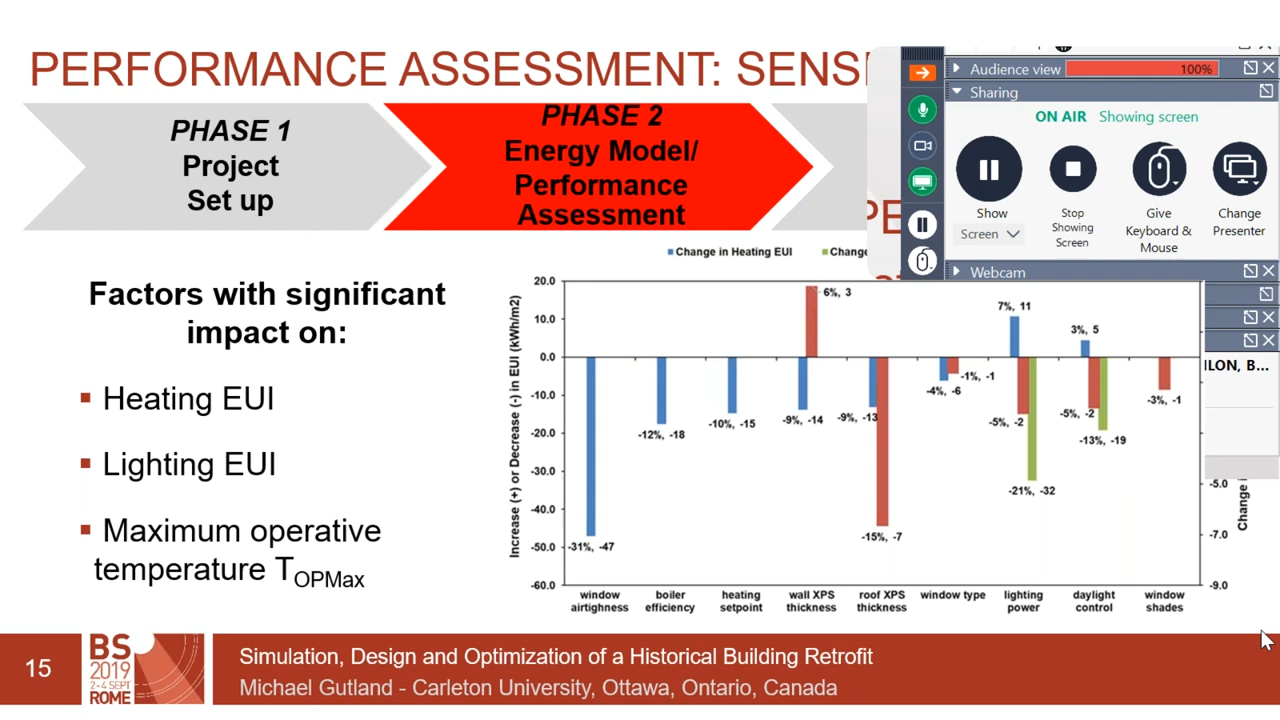 PERFORMANCE ASSESSMENT: SENS
PHASE 1
Project
Set up
PHASE 2
Energy Model/
Performance
Assessment
Audience view
100%
Sharing
ON AIR Showing screen
Show
Screen
Stop
Showing
Screen
Give
Keyboard &
Mouse
Change
Presenter
Webcam
ILON, B...
Factors with significant
impact on:
Heating EUI
Lighting EUI
Maximum operative
temperature TOPMax
Change in Heating EUI
Change
Increase (+) or Decrease (-) in EUI (kWh/m2)
20.0
10.0
0.0
-10.0
-20.0
-30.0
-40.0
-50.0
-60.0
-31%, -47
-12%, -18
-10%, -15
-9%, -14
6%, 3
-9%, -13
-15%, -7
-4%, -6
-1%, -1
7%, 11
-5%, -2
-21%, -32
3%, 5
-5%, -2
-13%, -19
-3%, -1
-5.0
-7.0
-9.0
window
airtighness
boiler
efficiency
heating
setpoint
wall XPS
thickness
roof XPS
thickness
window type
lighting
power
daylight
control
window
shades
15
BS
2019
2-4 SEPT
ROME
Simulation, Design and Optimization of a Historical Building Retrofit
Michael Gutland - Carleton University, Ottawa, Ontario, Canada